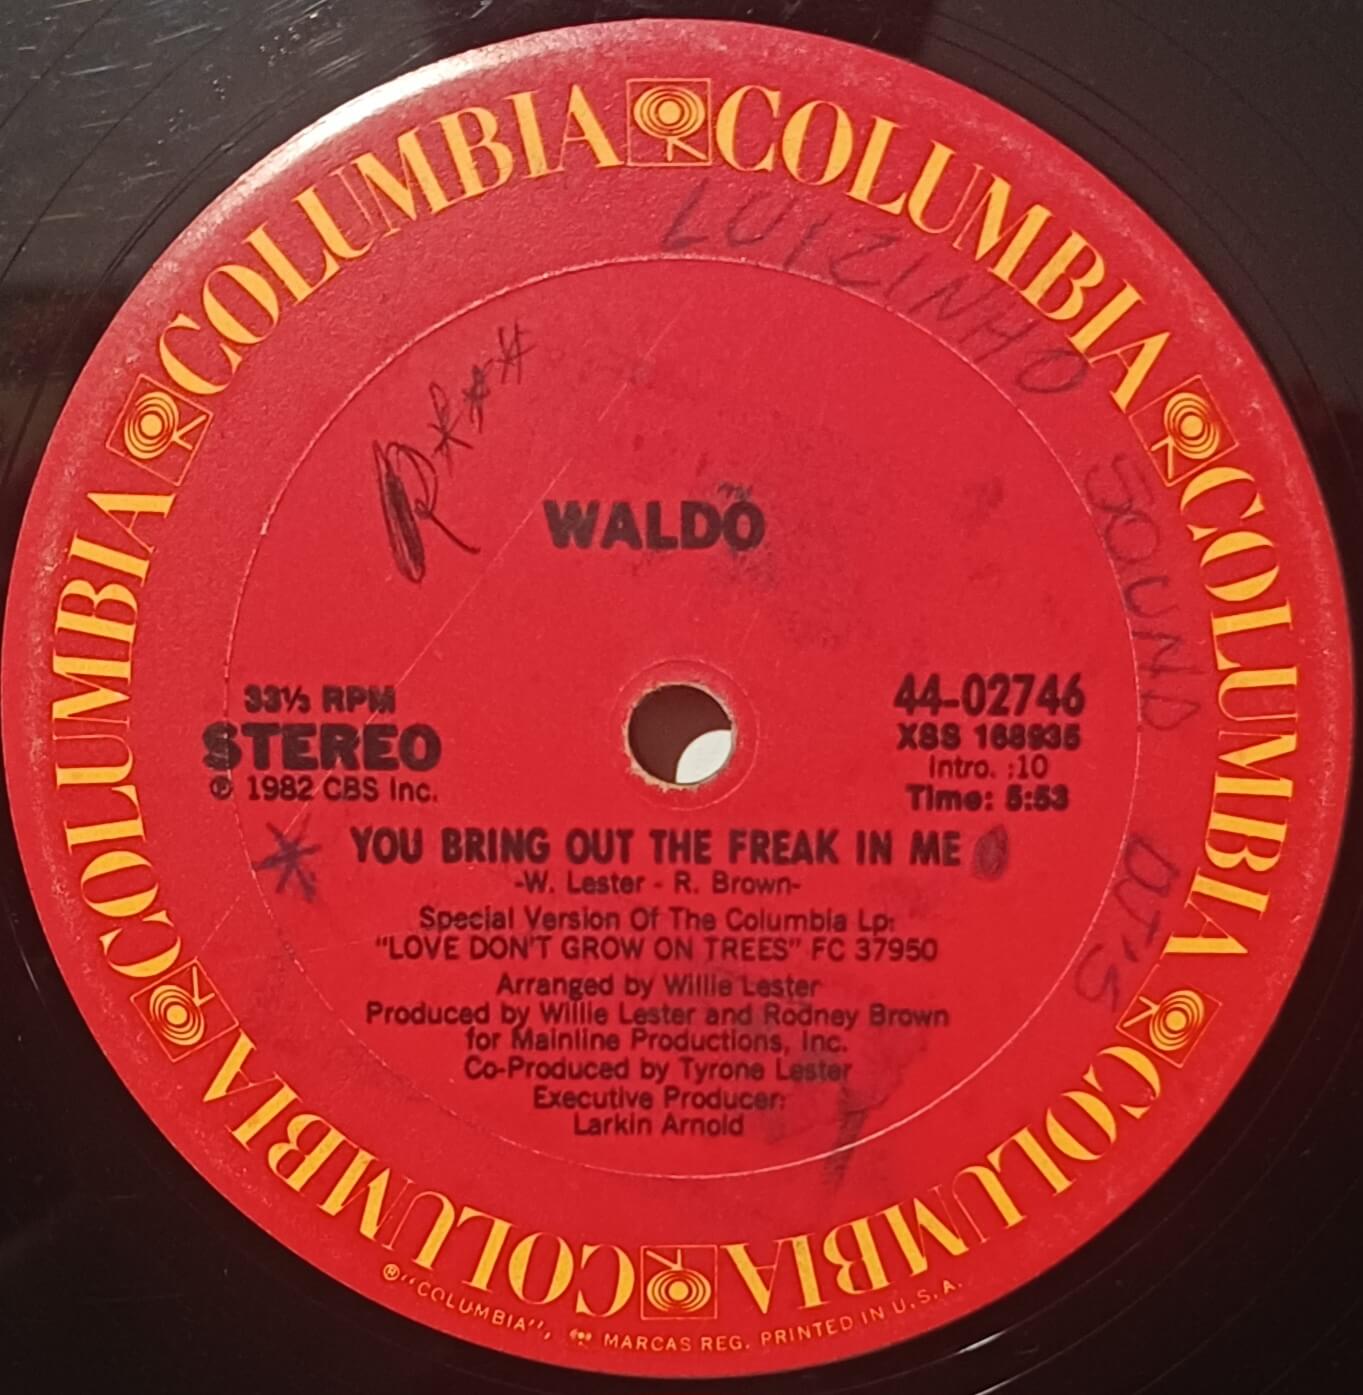 COLUMBIA COLUMBIA COLUMBIA COLUMBIA COLUMBIA COLUMBIA COLUMBIA COLUMBIA
LUIZINHO SOUND DJ'S
R****
WALDO
33⅓ RPM
STEREO
℗ 1982 CBS Inc.
44-02746
XSS 168935
Intro. :10
Time: 5:53
YOU BRING OUT THE FREAK IN ME
-W. Lester - R. Brown-
Special Version Of The Columbia Lp:
"LOVE DON'T GROW ON TREES" FC 37950
Arranged by Willie Lester
Produced by Willie Lester and Rodney Brown
for Mainline Productions, Inc.
Co-Produced by Tyrone Lester
Executive Producer:
Larkin Arnold
® "COLUMBIA", MARCAS REG. PRINTED IN U.S.A.